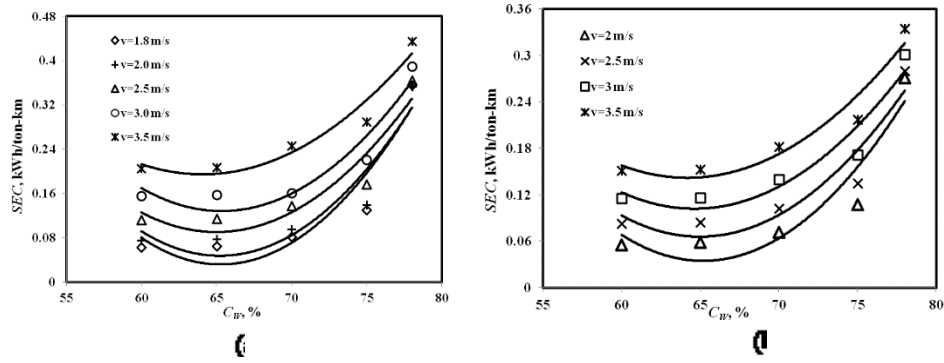 0.48
0.4
0.32
0.24
0.16
0.08
0
SEC, kWh/ton-km
v=1.8 m/s
v=2.0 m/s
v=2.5 m/s
v=3.0 m/s
v=3.5 m/s
55 60 65 70 75 80
C_W, %
(
0.36
0.3
0.24
0.18
0.12
0.06
0
SEC, kWh/ton-km
v=2 m/s
v=2.5 m/s
v=3 m/s
v=3.5 m/s
55 60 65 70 75 80
C_W, %
(